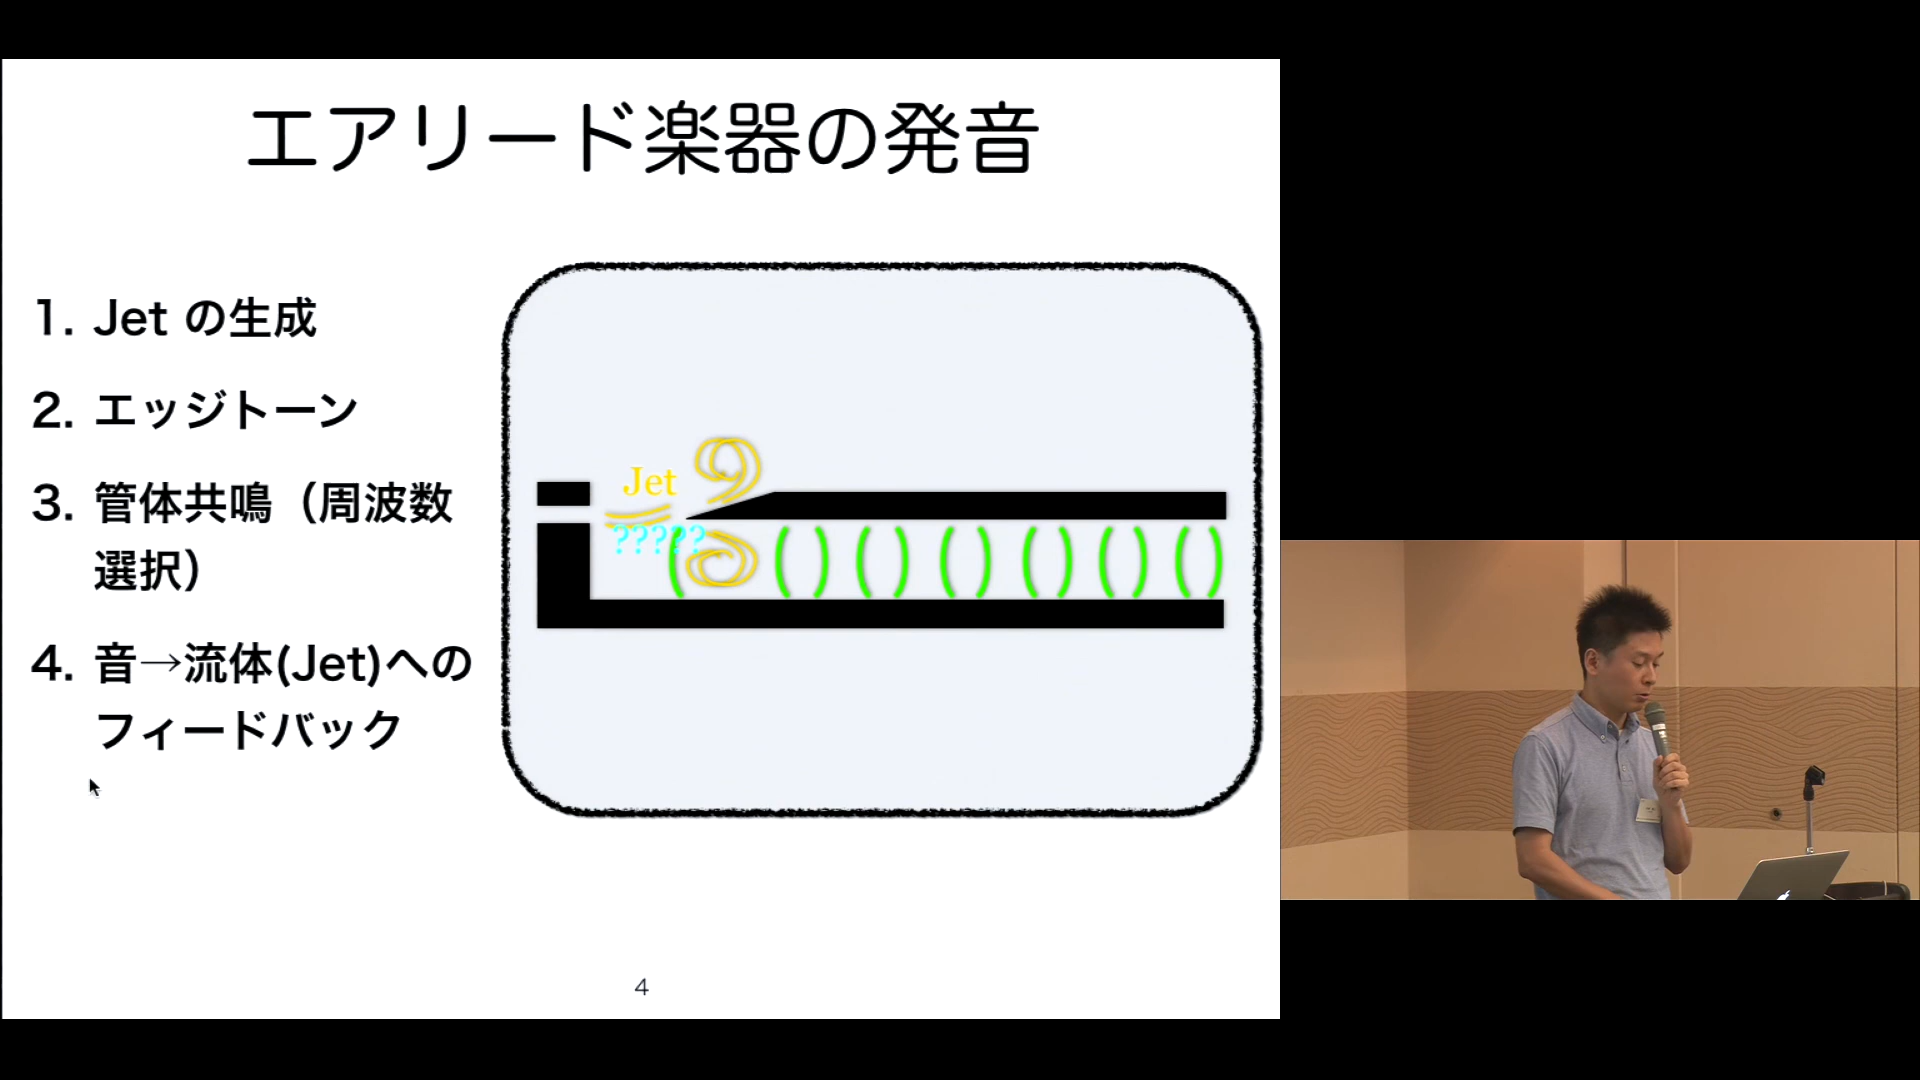 エアリード楽器の発音
1. Jet の生成
2. エッジトーン
3. 管体共鳴（周波数
選択）
4. 音→流体(Jet)への
フィードバック
Jet
?????
4